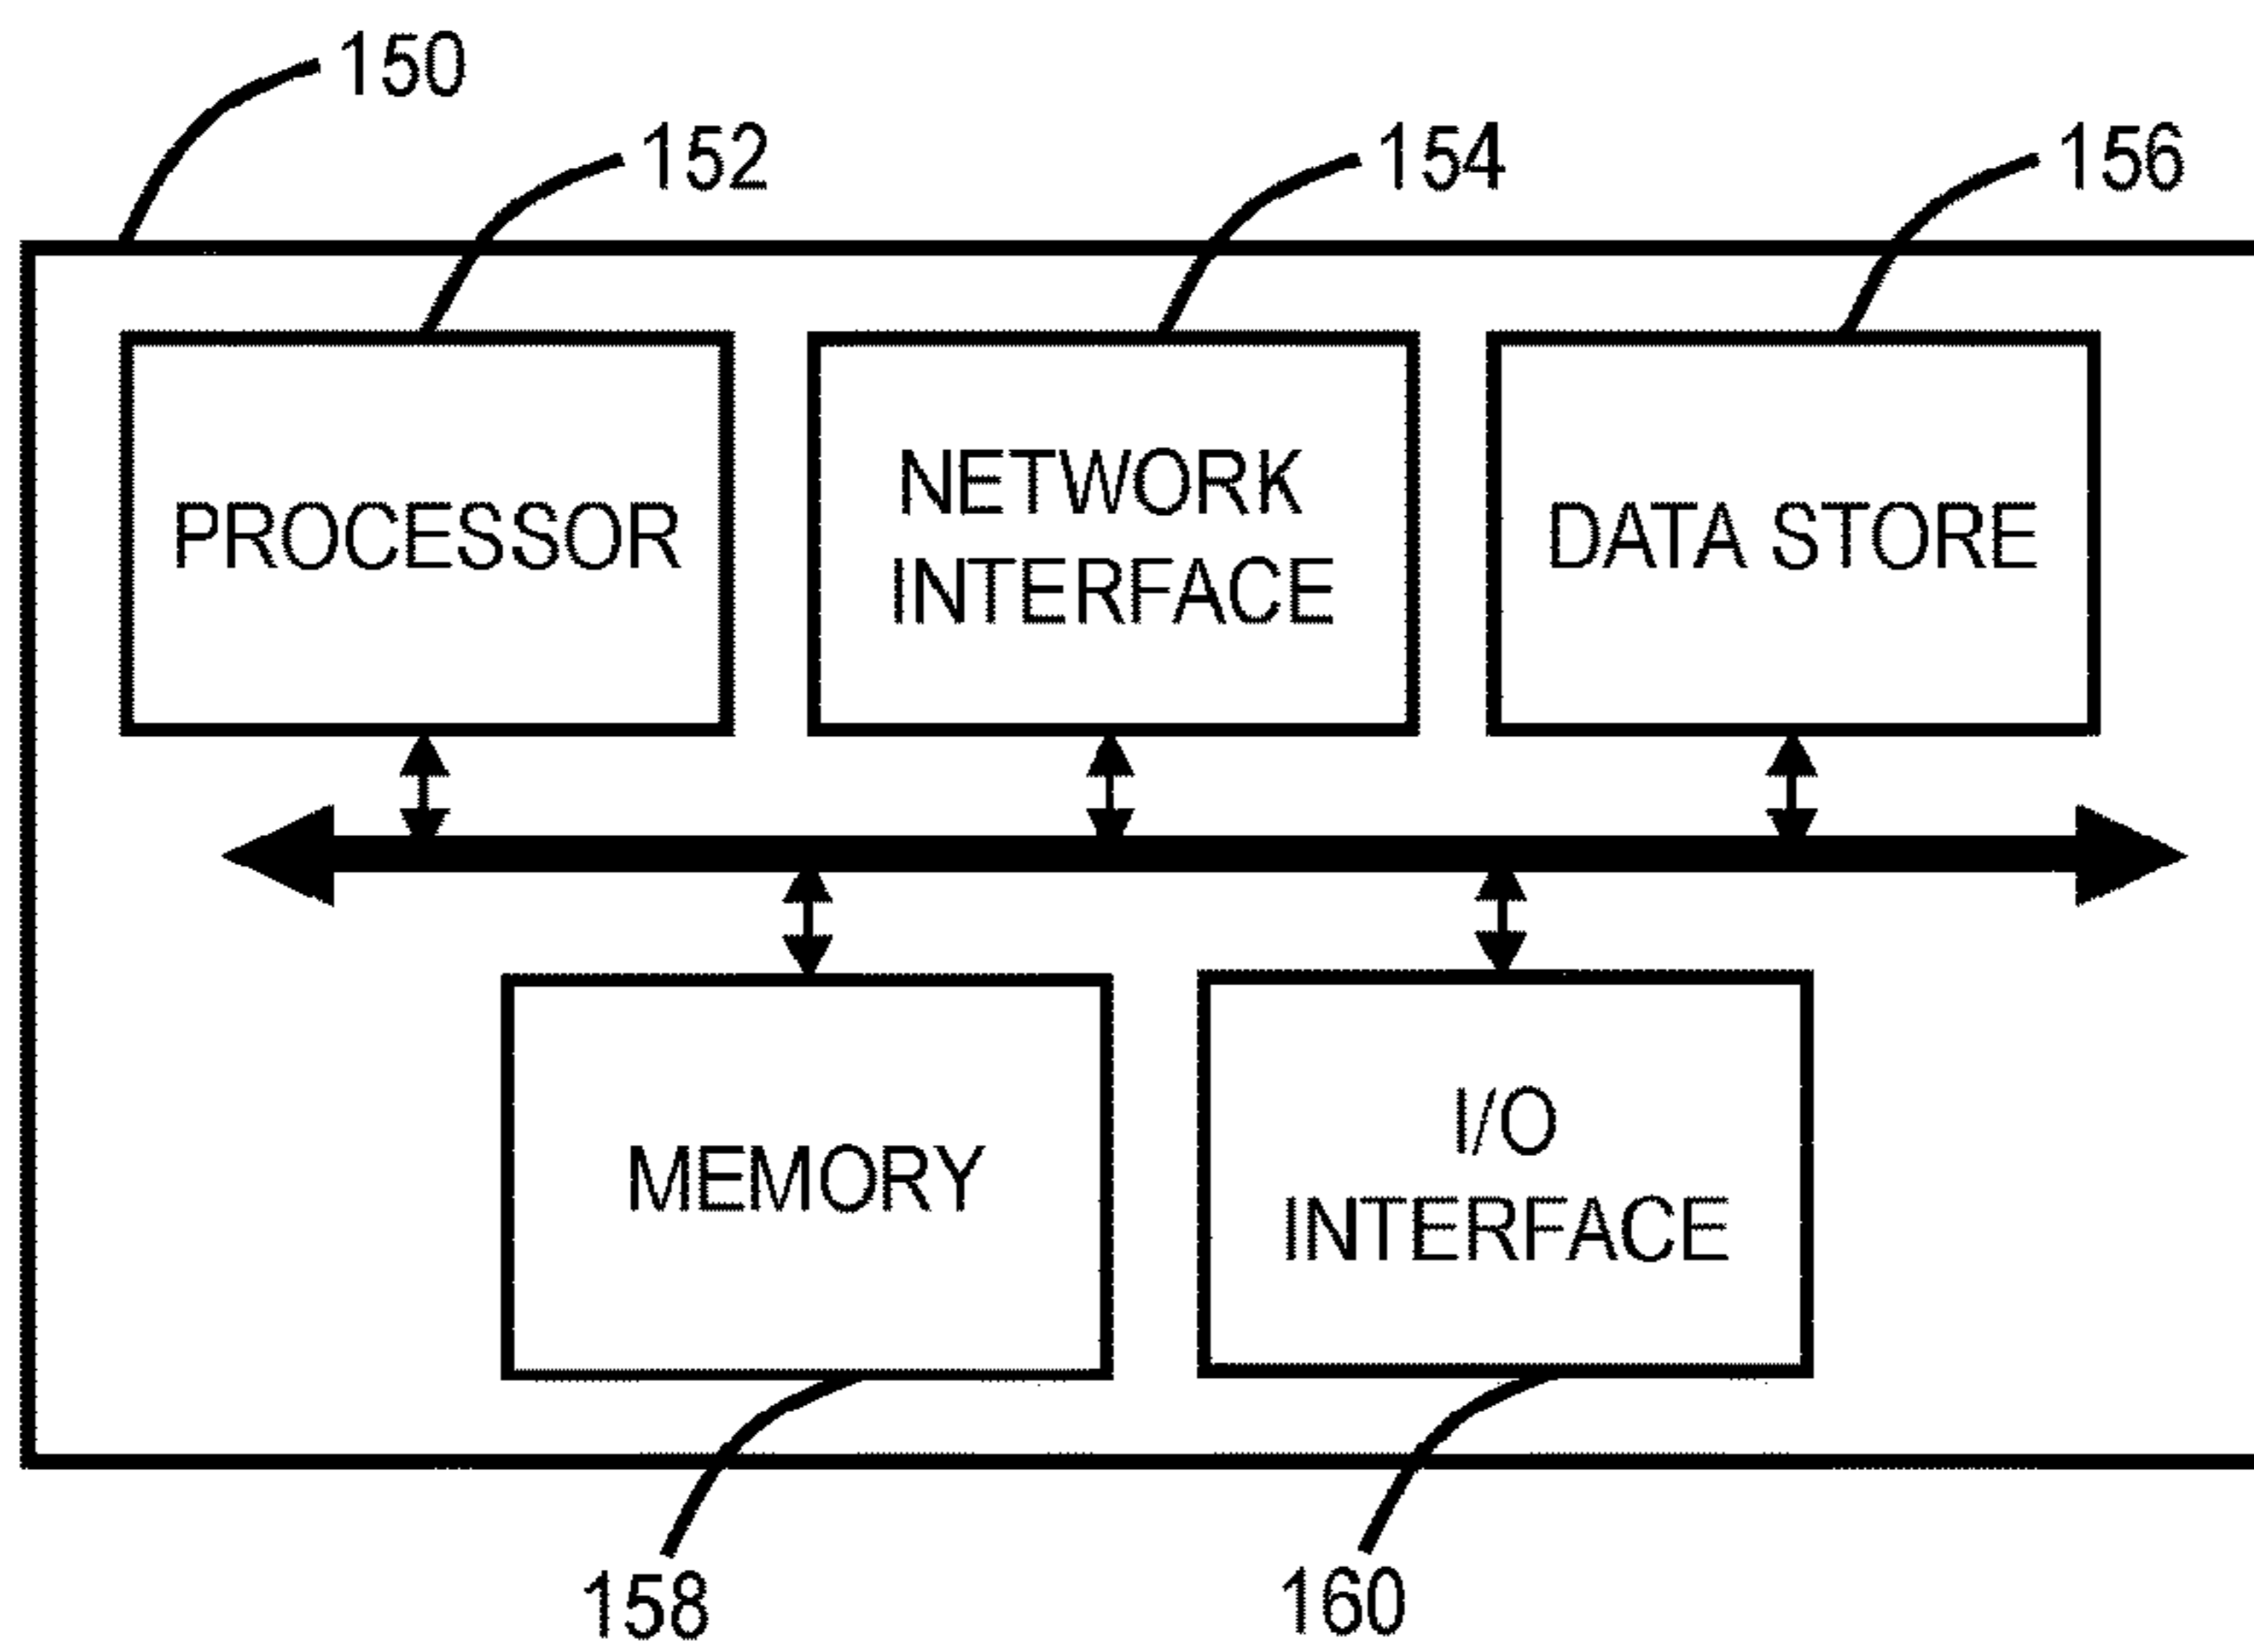 150
152
154
156
PROCESSOR
NETWORK
INTERFACE
DATA STORE
MEMORY
I/O
INTERFACE
158
160